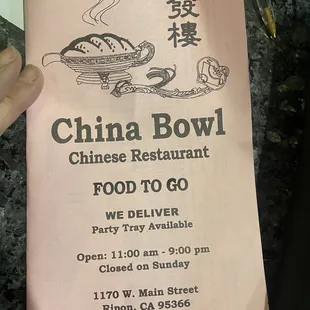 發
樓
China Bowl
Chinese Restaurant
FOOD TO GO
WE DELIVER
Party Tray Available
Open: 11:00 am - 9:00 pm
Closed on Sunday
1170 W. Main Street
Ripon, CA 95366